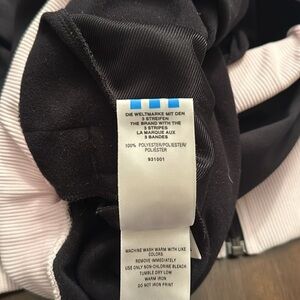 DIE WELTMARKE MIT DEN
3 STREIFEN
THE BRAND WITH THE
3 STRIPES
LA MARQUE AUX
3 BANDES
100% POLYESTER/POLIESTER/
POLIÉSTER
931001
MACHINE WASH WARM WITH LIKE
COLORS
REMOVE IMMEDIATELY
USE ONLY NON-CHLORINE BLEACH
TUMBLE DRY LOW
WARM IRON
DO NOT IRON PRINT